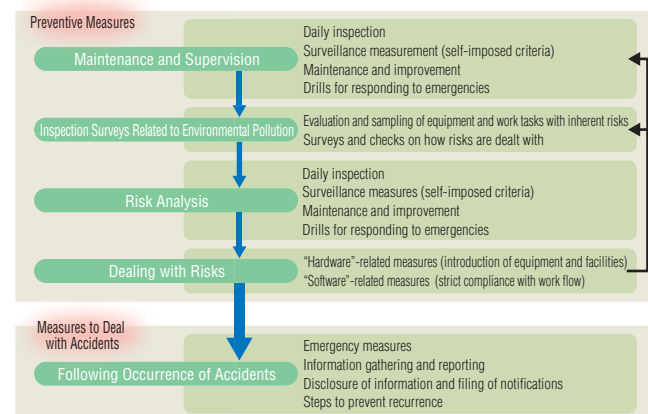 Preventive Measures
Maintenance and Supervision
Daily inspection
Surveillance measurement (self-imposed criteria)
Maintenance and improvement
Drills for responding to emergencies
Inspection Surveys Related to Environmental Pollution
Evaluation and sampling of equipment and work tasks with inherent risks
Surveys and checks on how risks are dealt with
Risk Analysis
Daily inspection
Surveillance measures (self-imposed criteria)
Maintenance and improvement
Drills for responding to emergencies
Dealing with Risks
“Hardware”-related measures (introduction of equipment and facilities)
“Software”-related measures (strict compliance with work flow)
Measures to Deal
with Accidents
Following Occurrence of Accidents
Emergency measures
Information gathering and reporting
Disclosure of information and filing of notifications
Steps to prevent recurrence